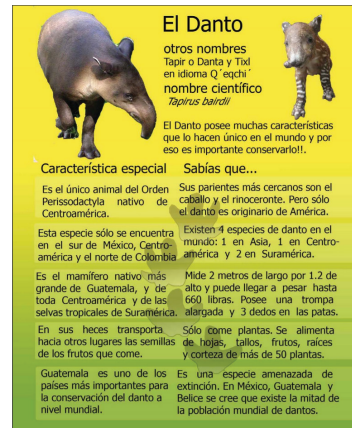 El Danto
otros nombres
Tapir o Danta y Tixl
en idioma Q´eqchi´
nombre científico
Tapirus bairdii
El Danto posee muchas características
que lo hacen único en el mundo y por
eso es importante conservarlo!!.
Característica especial
Es el único animal del Orden
Perissodactyla nativo de
Centroamérica.
Esta especie sólo se encuentra
en el sur de México, Centro-
américa y el norte de Colombia
Es el mamífero nativo más
grande de Guatemala, y de
toda Centroamérica y de las
selvas tropicales de Suramérica.
En sus heces transporta
hacia otros lugares las semillas
de los frutos que come.
Guatemala es uno de los
países más importantes para
la conservación del danto a
nivel mundial.
Sabías que...
Sus parientes más cercanos son el
caballo y el rinoceronte. Pero sólo
el danto es originario de América.
Existen 4 especies de danto en el
mundo: 1 en Asia, 1 en Centro-
américa y 2 en Suramérica.
Mide 2 metros de largo por 1.2 de
alto y puede llegar a pesar hasta
660 libras. Posee una trompa
alargada y 3 dedos en las patas.
Sólo come plantas. Se alimenta
de hojas, tallos, frutos, raíces
y corteza de más de 50 plantas.
Es una especie amenazada de
extinción. En México, Guatemala y
Belice se cree que existe la mitad de
la población mundial de dantos.